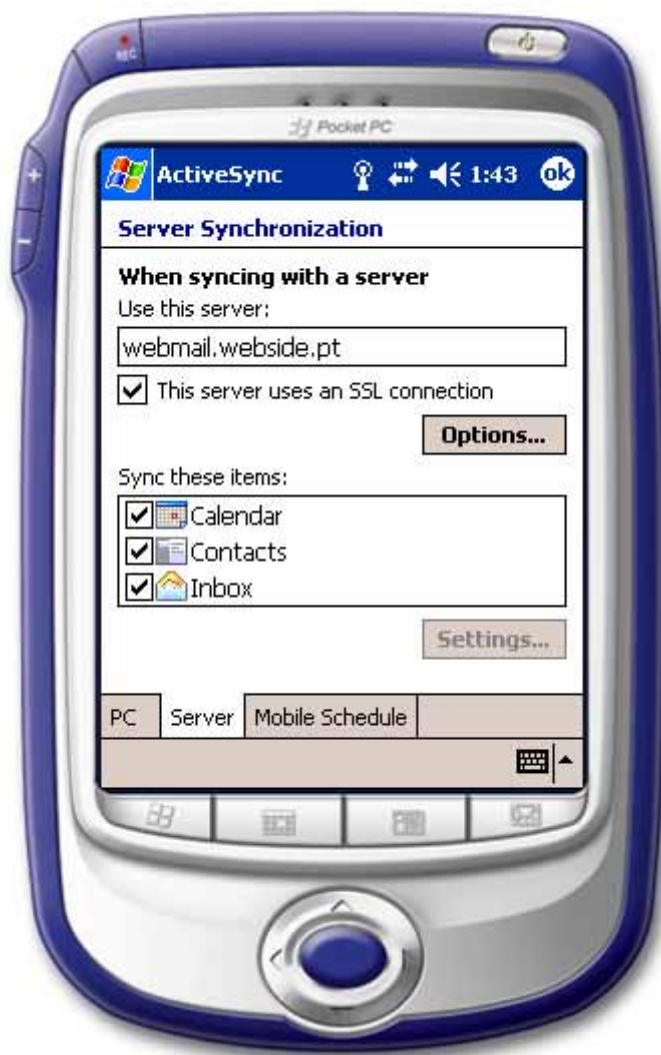 REC
Pocket PC
ActiveSync 1:43 ok
Server Synchronization
When syncing with a server
Use this server:
webmail.webside.pt
This server uses an SSL connection
Options...
Sync these items:
Calendar
Contacts
Inbox
Settings...
PC Server Mobile Schedule